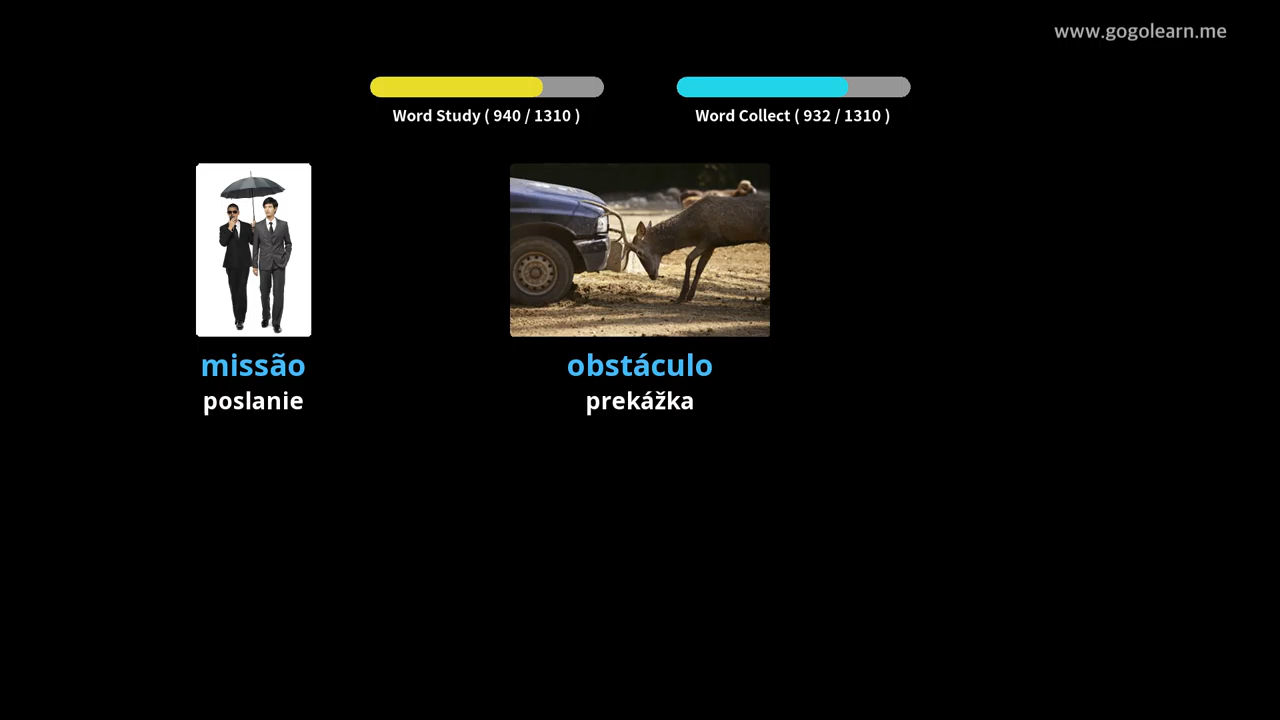 www.gogolearn.me
Word Study ( 940 / 1310 )
Word Collect ( 932 / 1310 )
missão
poslanie
obstáculo
prekážka